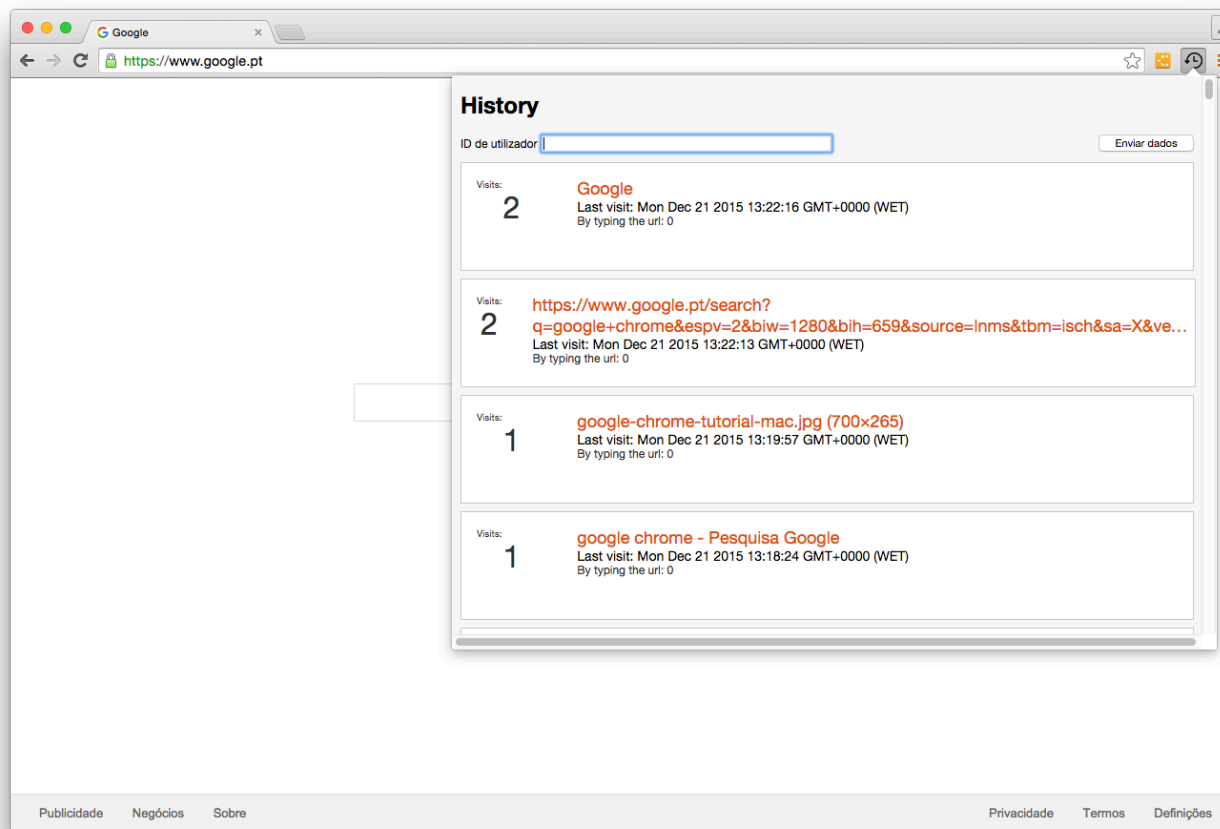 Google
https://www.google.pt
History
ID de utilizador
Enviar dados
Visits:
2
Google
Last visit: Mon Dec 21 2015 13:22:16 GMT+0000 (WET)
By typing the url: 0
Visits:
2
https://www.google.pt/search?
q=google+chrome&espv=2&biw=1280&bih=659&source=lnms&tbm=isch&sa=X&ve…
Last visit: Mon Dec 21 2015 13:22:13 GMT+0000 (WET)
By typing the url: 0
Visits:
1
google-chrome-tutorial-mac.jpg (700×265)
Last visit: Mon Dec 21 2015 13:19:57 GMT+0000 (WET)
By typing the url: 0
Visits:
1
google chrome - Pesquisa Google
Last visit: Mon Dec 21 2015 13:18:24 GMT+0000 (WET)
By typing the url: 0
Publicidade Negócios Sobre Privacidade Termos Definições